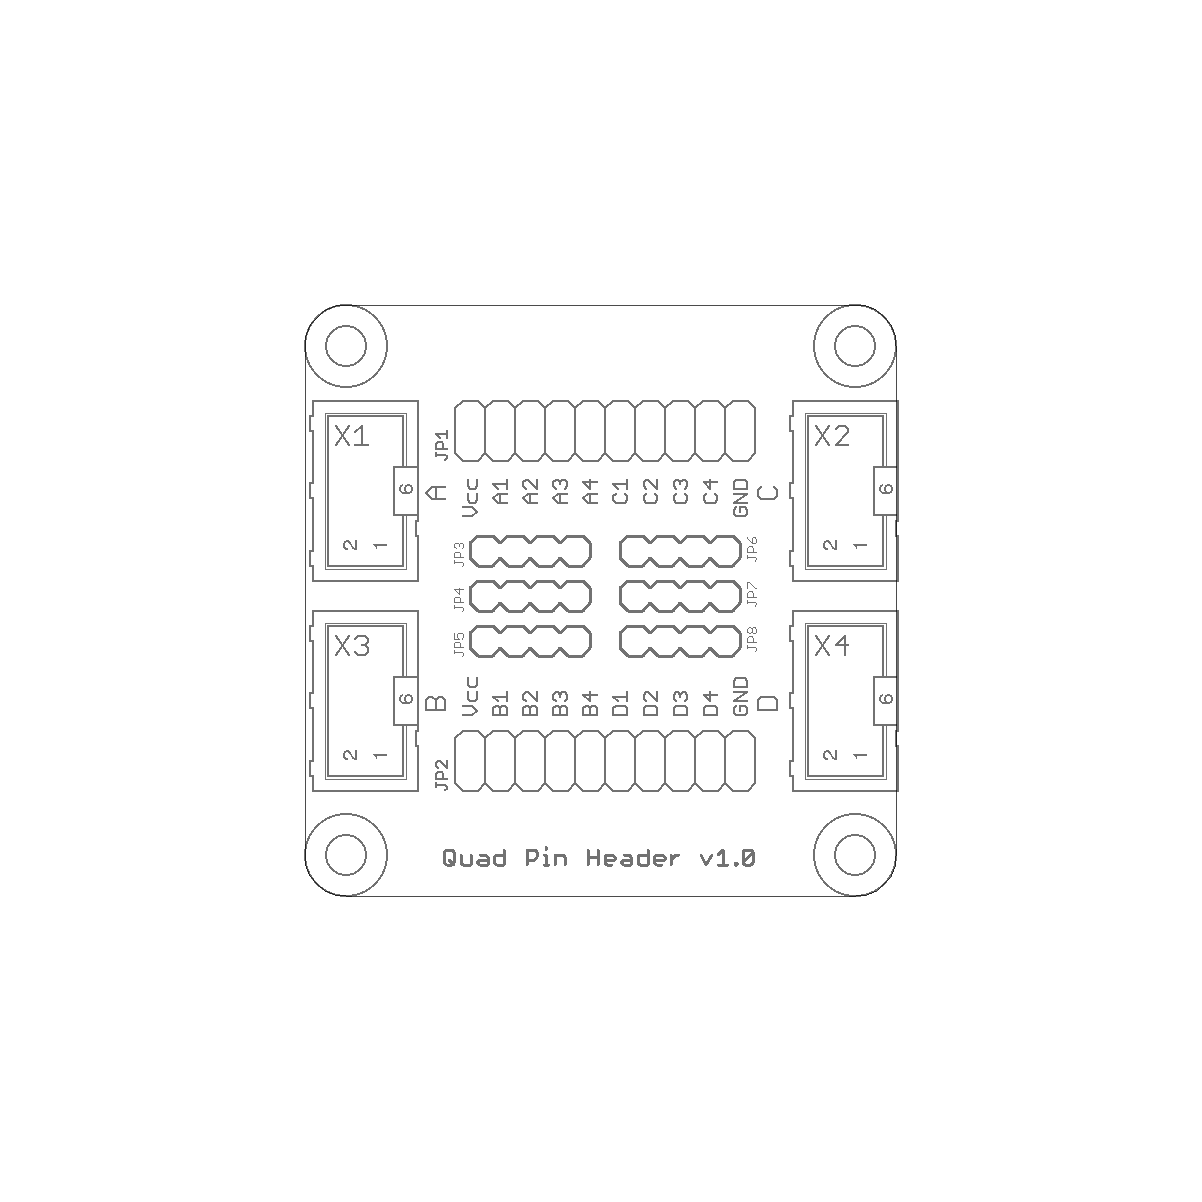 X1
6
2 1
A
JP1
Vcc A1 A2 A3 A4 C1 C2 C3 C4 GND
C
X2
6
2 1
JP3
JP4
JP5
JP6
JP7
JP8
X3
6
2 1
B
JP2
Vcc B1 B2 B3 B4 D1 D2 D3 D4 GND
D
X4
6
2 1
Quad Pin Header v1.0